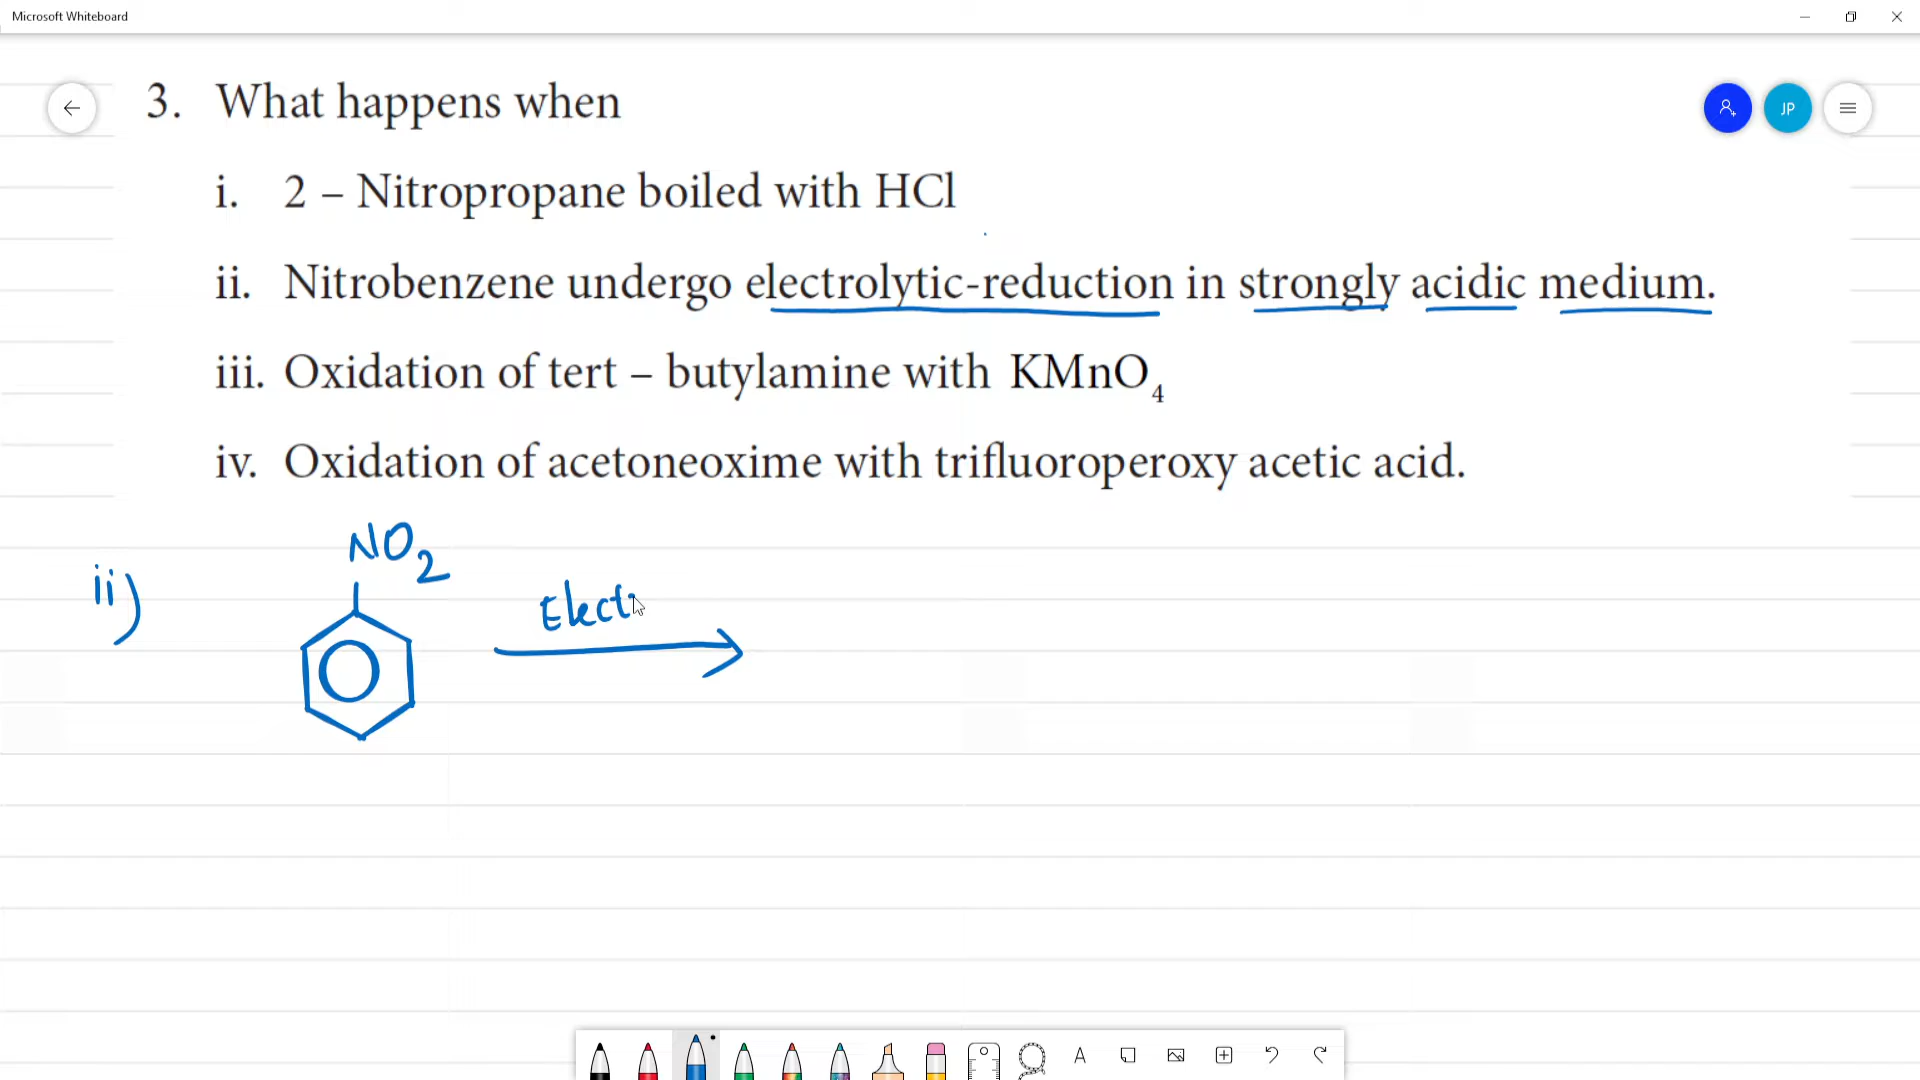 Microsoft Whiteboard
3. What happens when
JP
i. 2 – Nitropropane boiled with HCl
ii. Nitrobenzene undergo electrolytic-reduction in strongly acidic medium.
iii. Oxidation of tert – butylamine with KMnO₄
iv. Oxidation of acetoneoxime with trifluoroperoxy acetic acid.
NO₂
ii) Elect
A